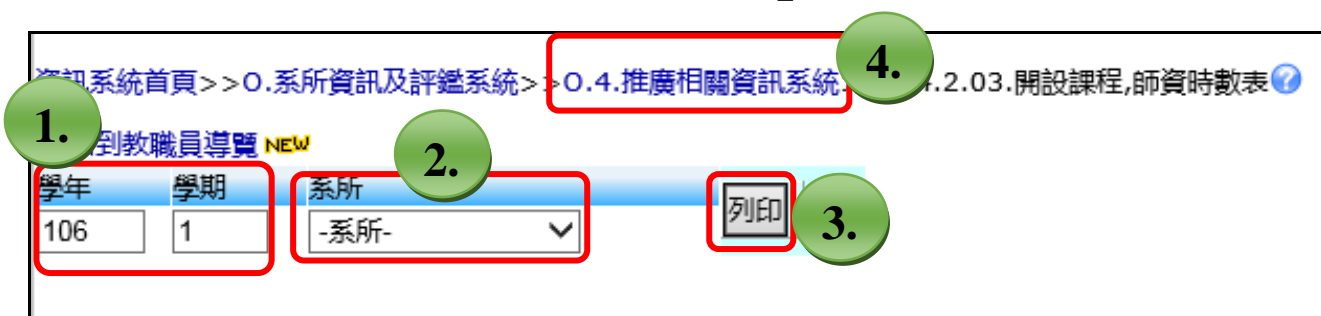 資訊系統首頁>>O.系所資訊及評鑑系統>>O.4.推廣相關資訊系統 4. .2.03.開設課程,師資時數表?
1. 到教職員導覽 NEW
2.
學年 學期 系所
106 1 -系所- 列印 3.